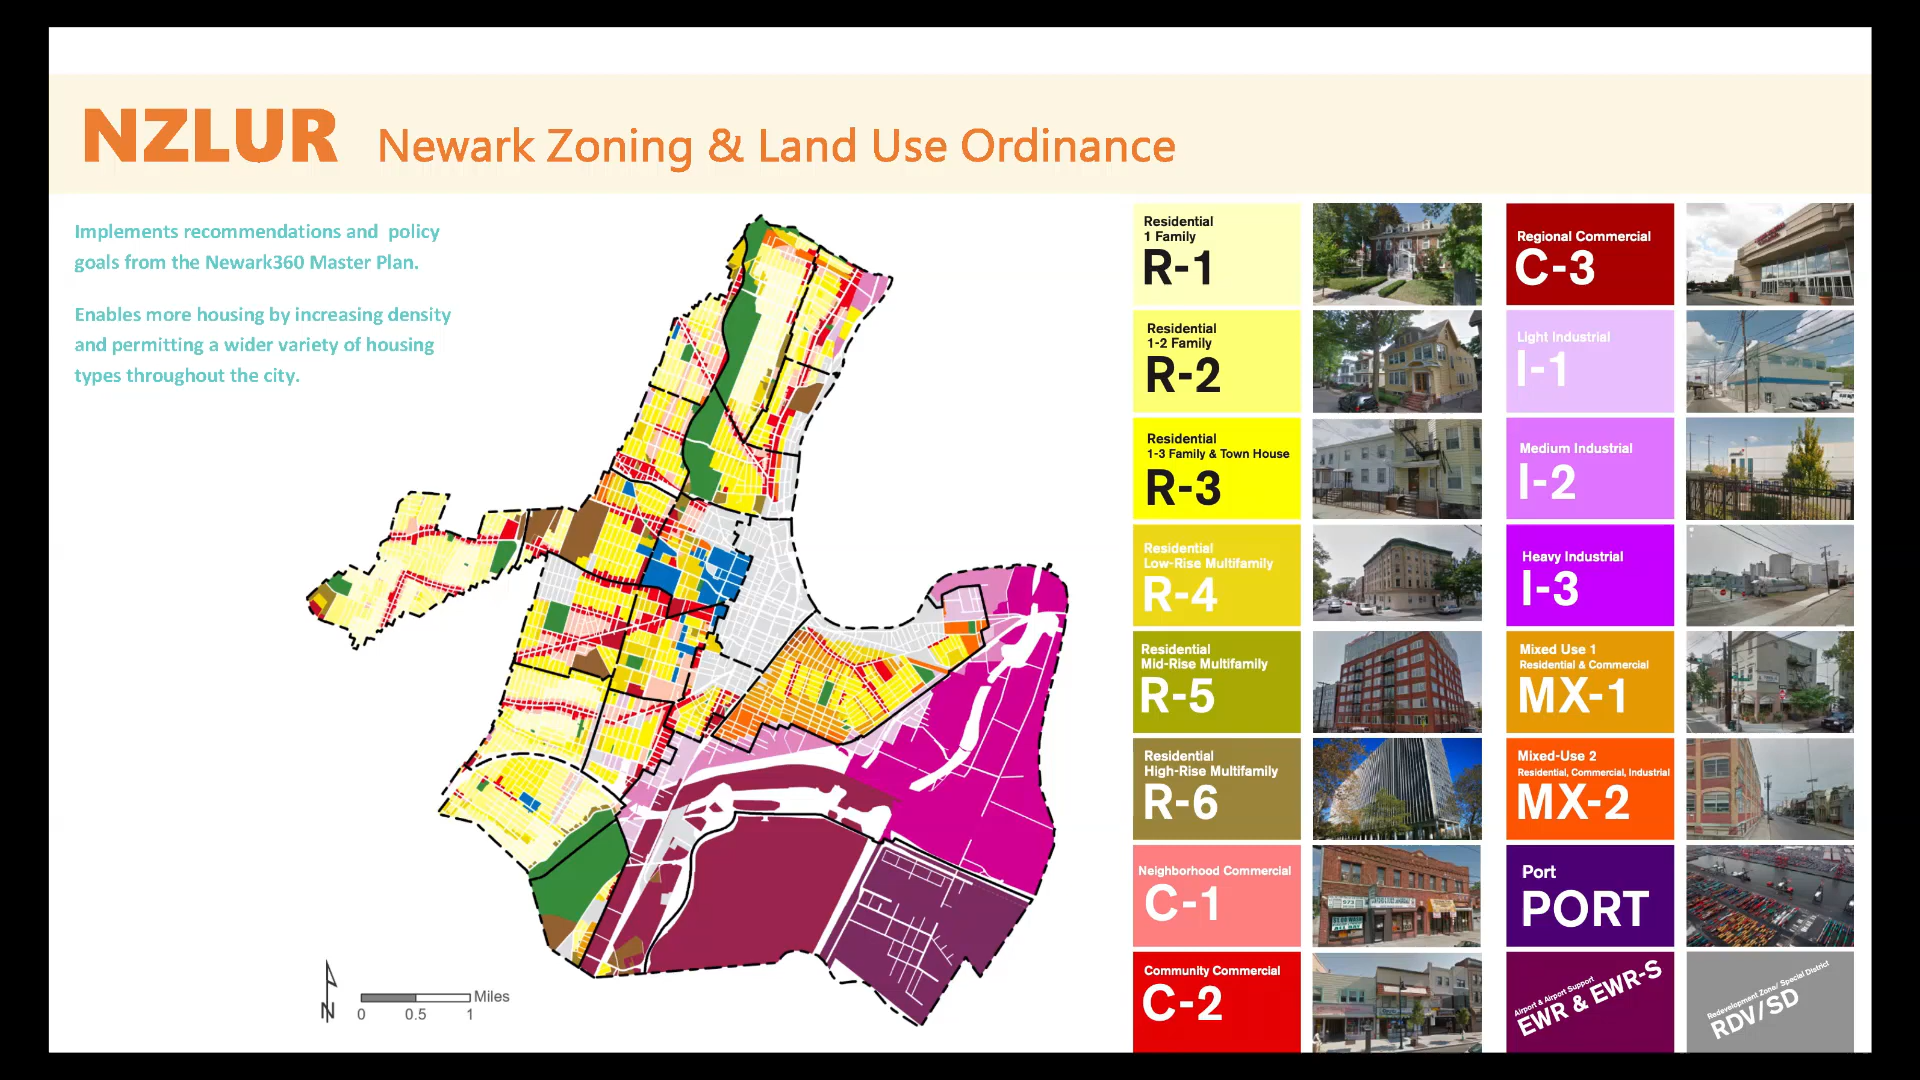 NZLUR Newark Zoning & Land Use Ordinance
Implements recommendations and policy
goals from the Newark360 Master Plan.
Enables more housing by increasing density
and permitting a wider variety of housing
types throughout the city.
N
Miles
0 0.5 1
Residential
1 Family
R-1
Residential
1-2 Family
R-2
Residential
1-3 Family & Town House
R-3
Residential
Low-Rise Multifamily
R-4
Residential
Mid-Rise Multifamily
R-5
Residential
High-Rise Multifamily
R-6
Neighborhood Commercial
C-1
Community Commercial
C-2
Regional Commercial
C-3
Light Industrial
I-1
Medium Industrial
I-2
Heavy Industrial
I-3
Mixed Use 1
Residential & Commercial
MX-1
Mixed-Use 2
Residential, Commercial, Industrial
MX-2
Port
PORT
Airport & Airport Support
EWR & EWR-S
Redevelopment Zone/ Special District
RDV/SD